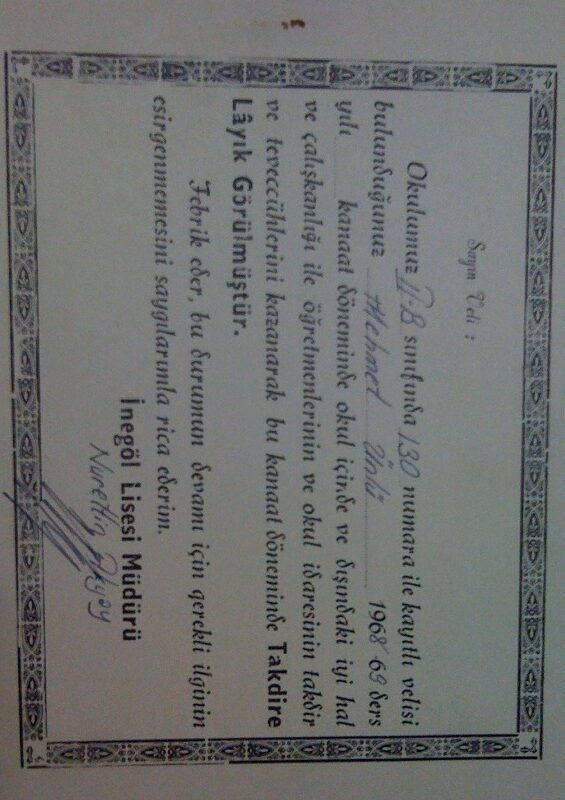 Sayın Veli :
Okulumuz II-B sınıfında 130 numara ile kayıtlı velisi
bulunduğunuz Mehmet Ünlü 1968 69 ders
yılı kanaat döneminde okul içinde ve dışındaki iyi hal
ve çalışkanlığı ile öğretmenlerinin ve okul idaresinin takdir
ve teveccühlerini kazanarak bu kanaat döneminde Takdire
Lâyık Görülmüştür.
Tebrik eder, bu durumun devamı için gerekli ilginin
esirgenmemesini saygılarımla rica ederim.
İnegöl Lisesi Müdürü
Nurettin